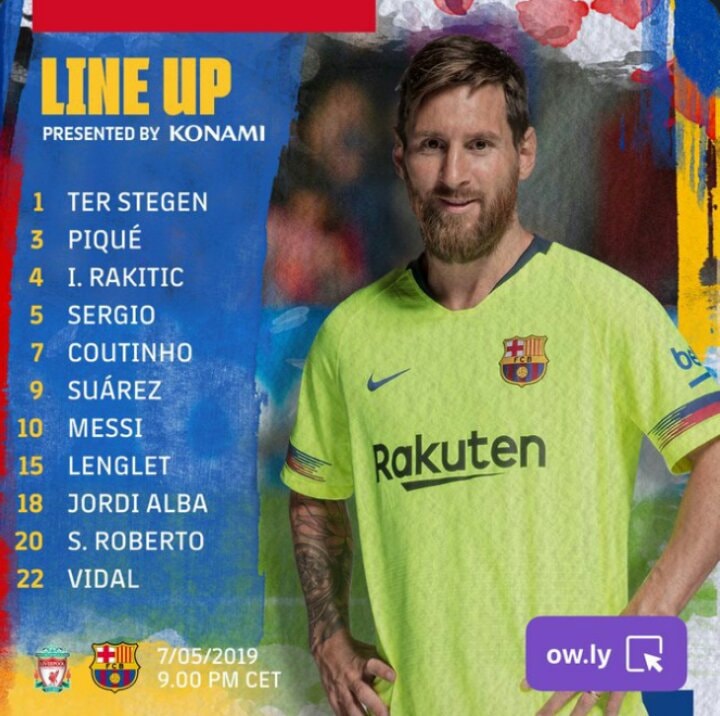 LINE UP
PRESENTED BY KONAMI
1 TER STEGEN
3 PIQUÉ
4 I. RAKITIC
5 SERGIO
7 COUTINHO
9 SUÁREZ
10 MESSI
15 LENGLET
18 JORDI ALBA
20 S. ROBERTO
22 VIDAL
7/05/2019
9.00 PM CET
FCB
Rakuten
be
ow.ly